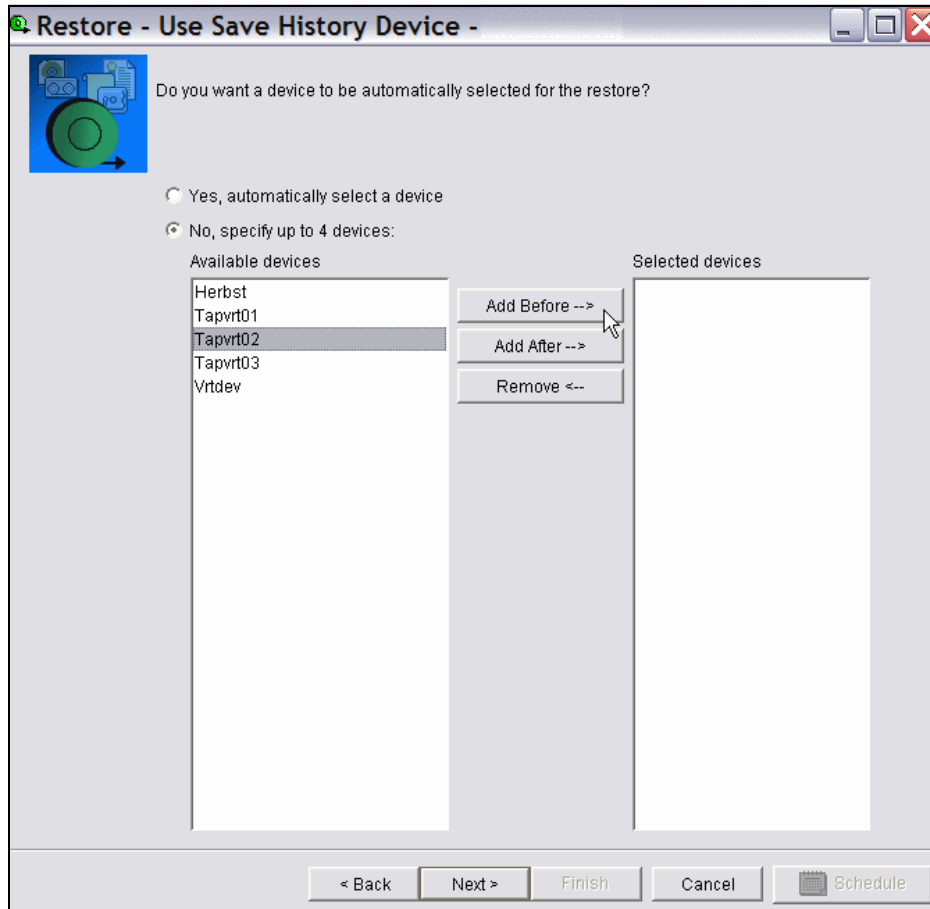 Restore - Use Save History Device -
Do you want a device to be automatically selected for the restore?
Yes, automatically select a device
No, specify up to 4 devices:
Available devices
Selected devices
Herbst
Tapvrt01
Tapvrt02
Tapvrt03
Vrtdev
Add Before -->
Add After -->
Remove <--
< Back
Next >
Finish
Cancel
Schedule